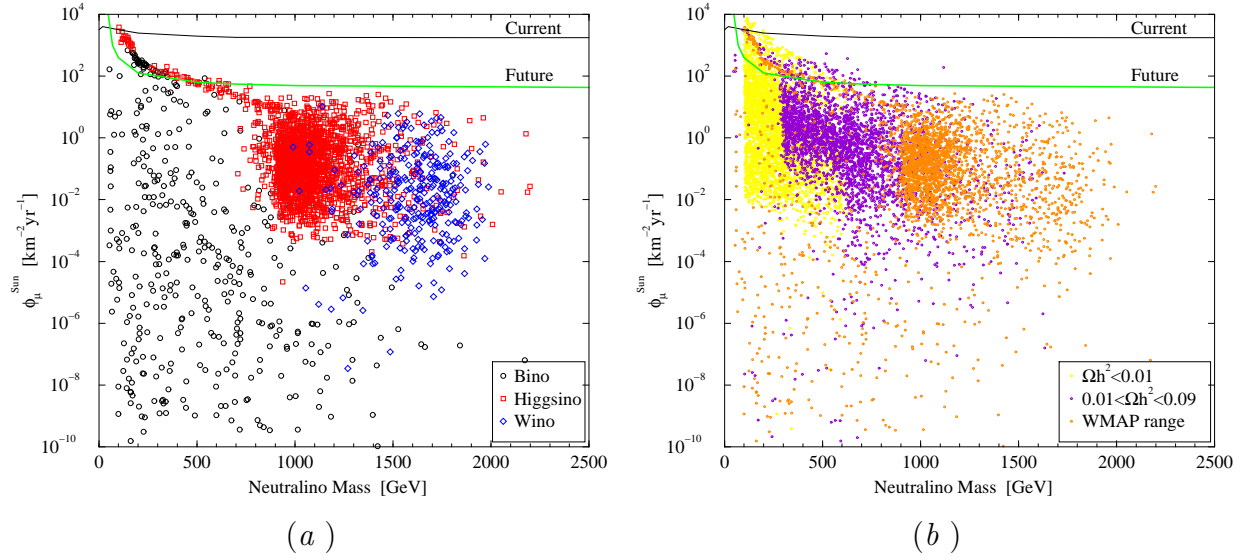 Current
Future
10^4
10^2
10^0
10^−2
10^−4
10^−6
10^−8
10^−10
ϕ_μ^Sun [km^−2yr^−1]
Bino
Higgsino
Wino
0 500 1000 1500 2000 2500
Neutralino Mass [GeV]
( a )
Current
Future
10^4
10^2
10^0
10^−2
10^−4
10^−6
10^−8
10^−10
ϕ_μ^Sun [km^−2yr^−1]
Ωh^2<0.01
0.01<Ωh^2<0.09
WMAP range
0 500 1000 1500 2000 2500
Neutralino Mass [GeV]
( b )